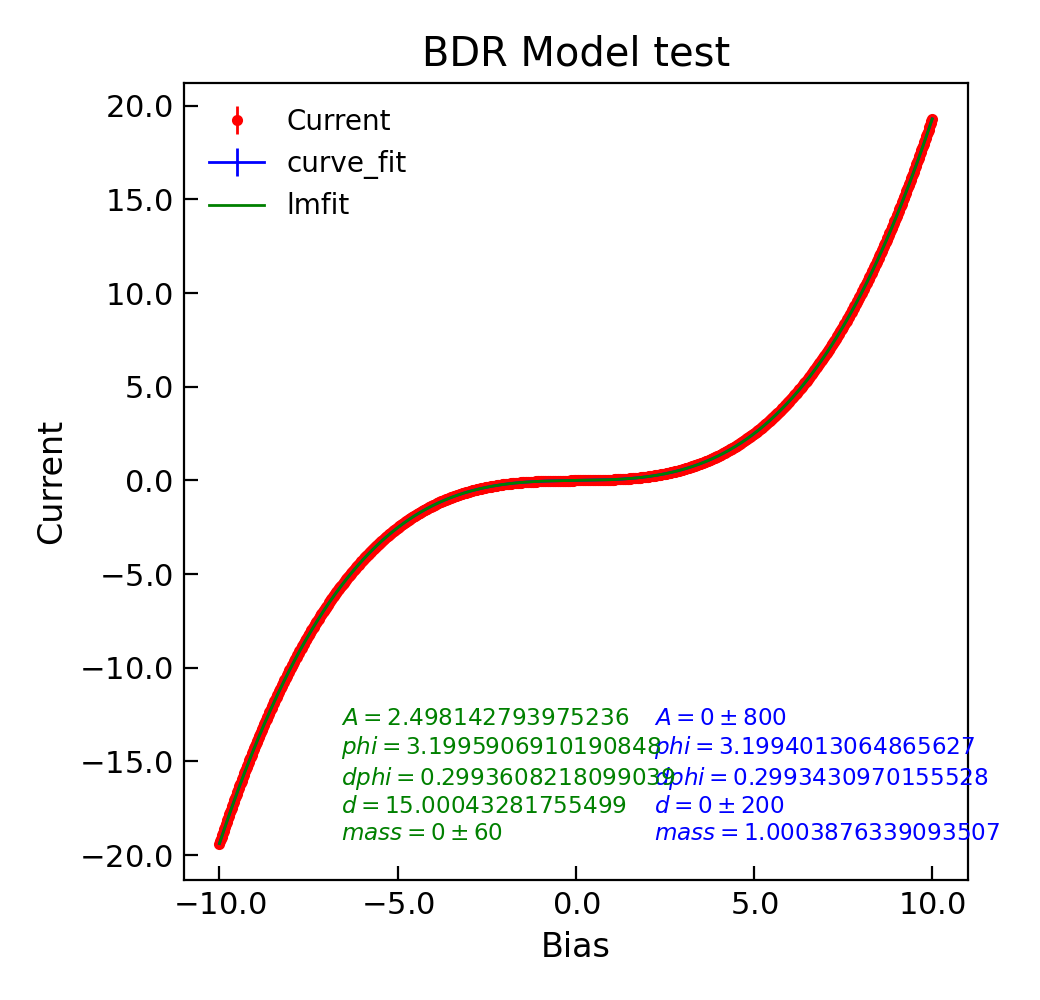 BDR Model test
20.0
15.0
10.0
5.0
0.0
−5.0
−10.0
−15.0
−20.0
Current
Current
curve_fit
lmfit
A = 2.498142793975236
phi = 3.1995906910190848
dphi = 0.2993608218099039
d = 15.00043281755499
mass = 0 ± 60
A = 0 ± 800
phi = 3.1994013064865627
dphi = 0.2993430970155528
d = 0 ± 200
mass = 1.0003876339093507
−10.0
−5.0
0.0
5.0
10.0
Bias